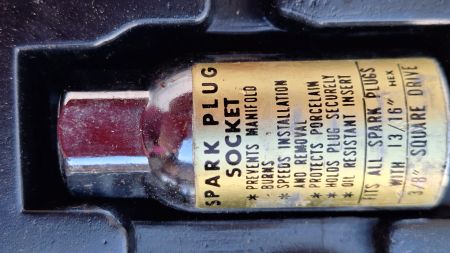 SPARK PLUG
SOCKET
* PREVENTS MANIFOLD
BURNS
* SPEEDS INSTALLATION
AND REMOVAL
* PROTECTS PORCELAIN
* HOLDS PLUG SECURELY
* OIL RESISTANT INSERT
FITS ALL SPARK PLUGS
WITH 13/16" HEX
3/8" SQUARE DRIVE